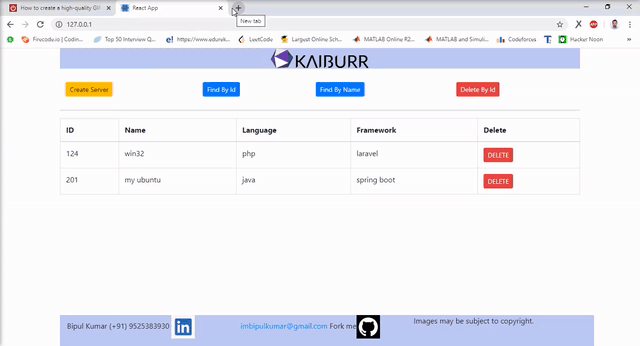 How to create a high-quality GIF
React App
New tab
127.0.0.1
Firucodv.io | Codin...
Top 50 Interview Q...
https://www.edurek...
LeetCode
Largest Online Sch...
MATLAB Online R2...
MATLAB and Simuli...
Codeforces
Hacker Noon
KAIBURR
Create Server
Find By Id
Find By Name
Delete By Id
ID Name Language Framework Delete
124 win32 php laravel DELETE
201 my ubuntu java spring boot DELETE
Bipul Kumar (+91) 9525383930 in imbipulkumar@gmail.com Fork me Images may be subject to copyright.